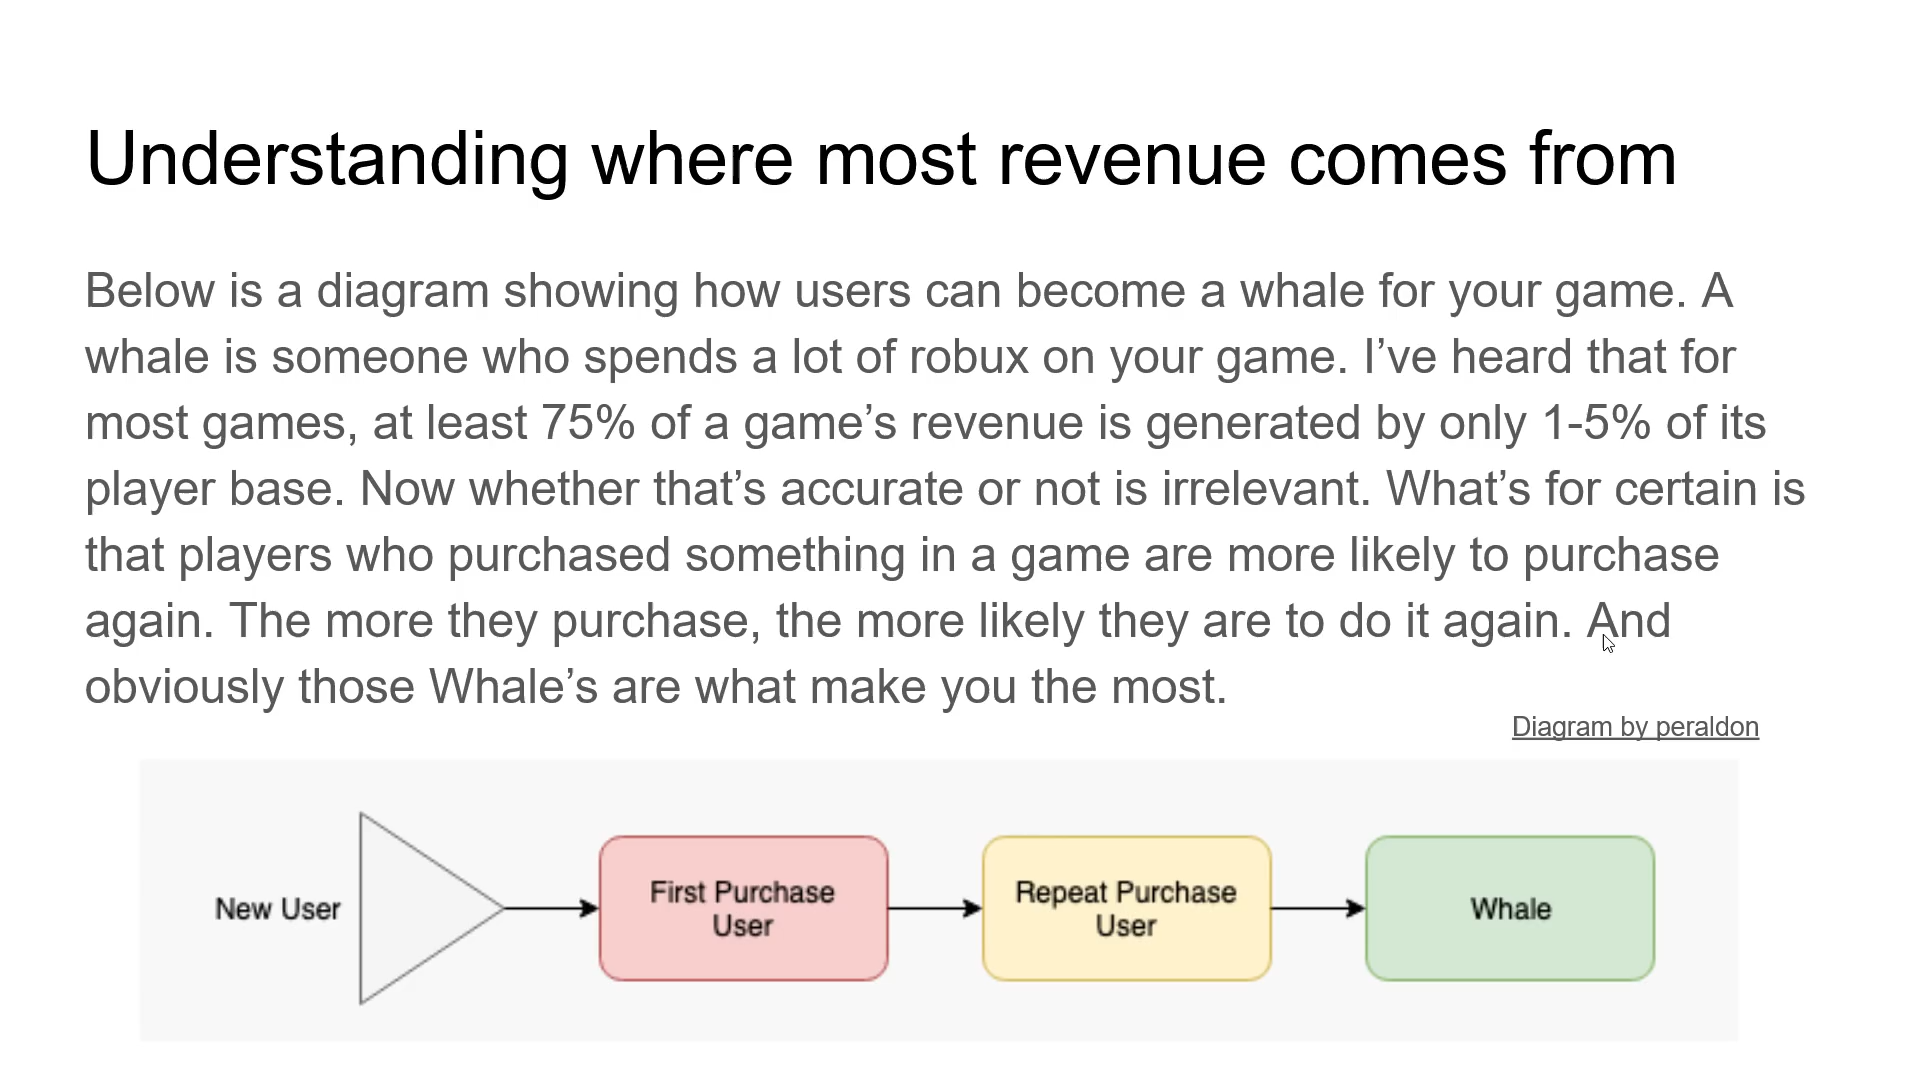 Understanding where most revenue comes from
Below is a diagram showing how users can become a whale for your game. A
whale is someone who spends a lot of robux on your game. I’ve heard that for
most games, at least 75% of a game’s revenue is generated by only 1-5% of its
player base. Now whether that’s accurate or not is irrelevant. What’s for certain is
that players who purchased something in a game are more likely to purchase
again. The more they purchase, the more likely they are to do it again. And
obviously those Whale’s are what make you the most.
Diagram by peraldon
New User
First Purchase
User
Repeat Purchase
User
Whale